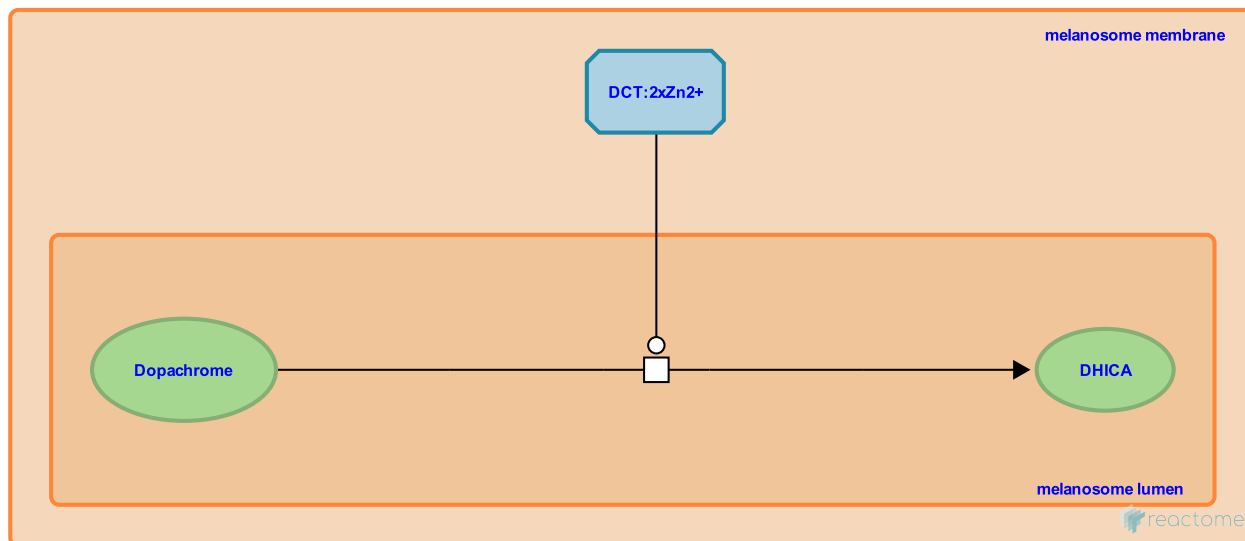 melanosome membrane
DCT:2xZn2+
Dopachrome
DHICA
melanosome lumen
reactome